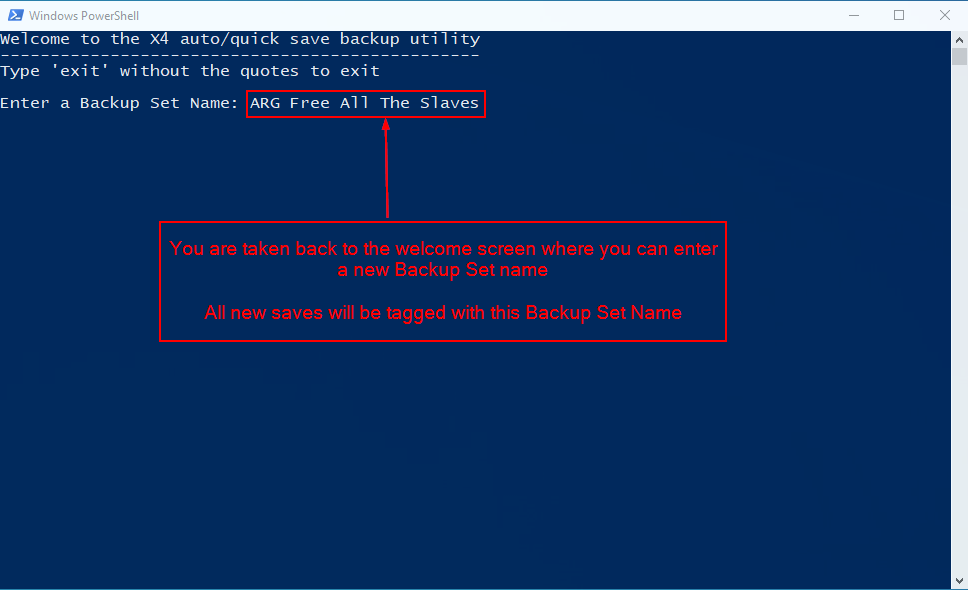 Windows PowerShell
Welcome to the X4 auto/quick save backup utility
------------------------------------------------
Type 'exit' without the quotes to exit
Enter a Backup Set Name: ARG Free All The Slaves
You are taken back to the welcome screen where you can enter
a new Backup Set name
All new saves will be tagged with this Backup Set Name